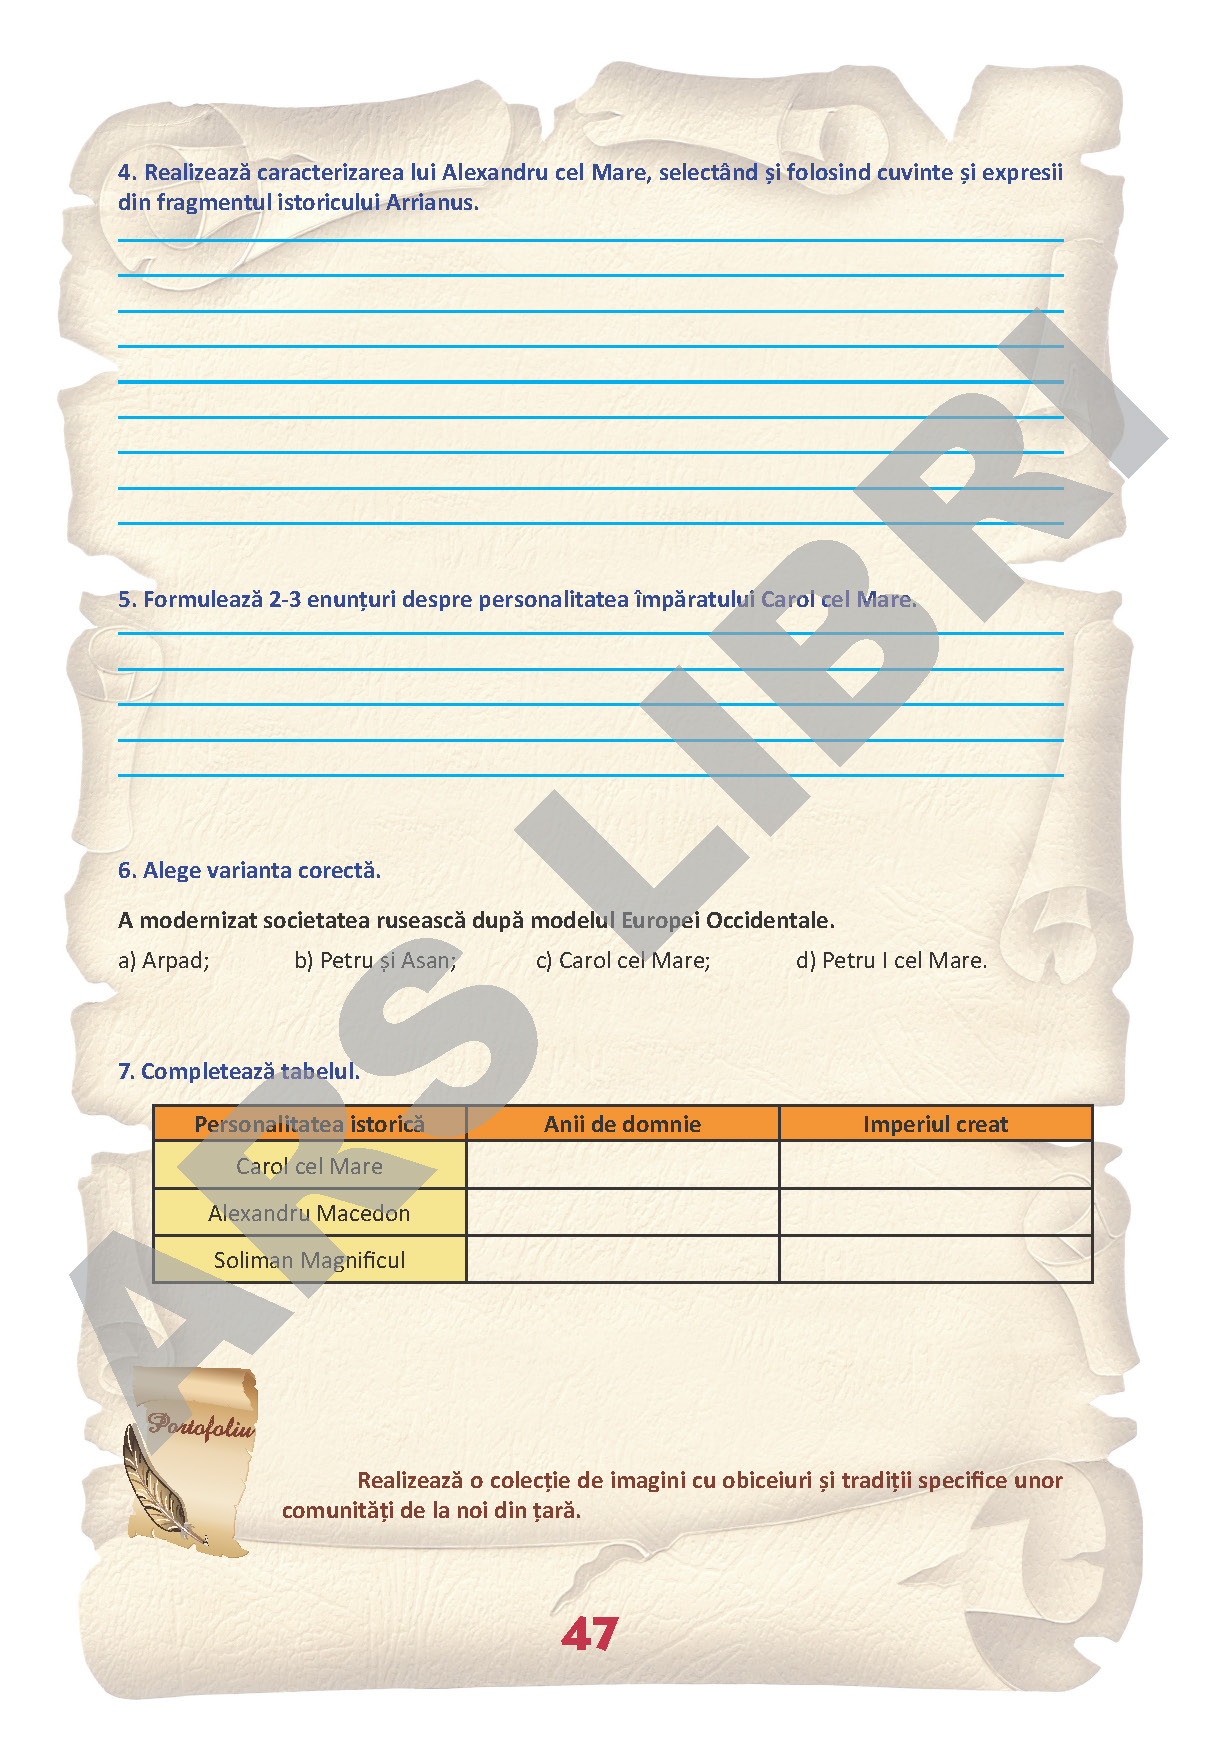 4. Realizează caracterizarea lui Alexandru cel Mare, selectând și folosind cuvinte și expresii
din fragmentul istoricului Arrianus.
5. Formulează 2-3 enunțuri despre personalitatea împăratului Carol cel Mare.
6. Alege varianta corectă.
A modernizat societatea rusească după modelul Europei Occidentale.
a) Arpad; b) Petru și Asan; c) Carol cel Mare; d) Petru I cel Mare.
7. Completează tabelul.
Personalitatea istorică Anii de domnie Imperiul creat
Carol cel Mare
Alexandru Macedon
Soliman Magnificul
Portofoliu
Realizează o colecție de imagini cu obiceiuri și tradiții specifice unor
comunități de la noi din țară.
47
ARS LIBRI